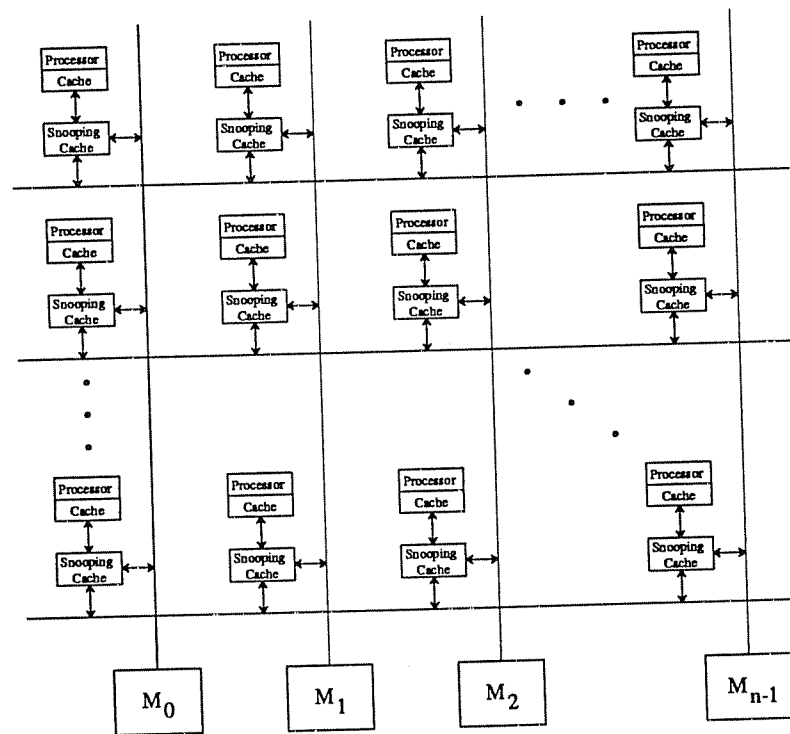 Processor
Cache
Snooping
Cache
Processor
Cache
Snooping
Cache
Processor
Cache
Snooping
Cache
Processor
Cache
Snooping
Cache
Processor
Cache
Snooping
Cache
Processor
Cache
Snooping
Cache
Processor
Cache
Snooping
Cache
Processor
Cache
Snooping
Cache
Processor
Cache
Snooping
Cache
Processor
Cache
Snooping
Cache
Processor
Cache
Snooping
Cache
Processor
Cache
Snooping
Cache
M0
M1
M2
Mn-1